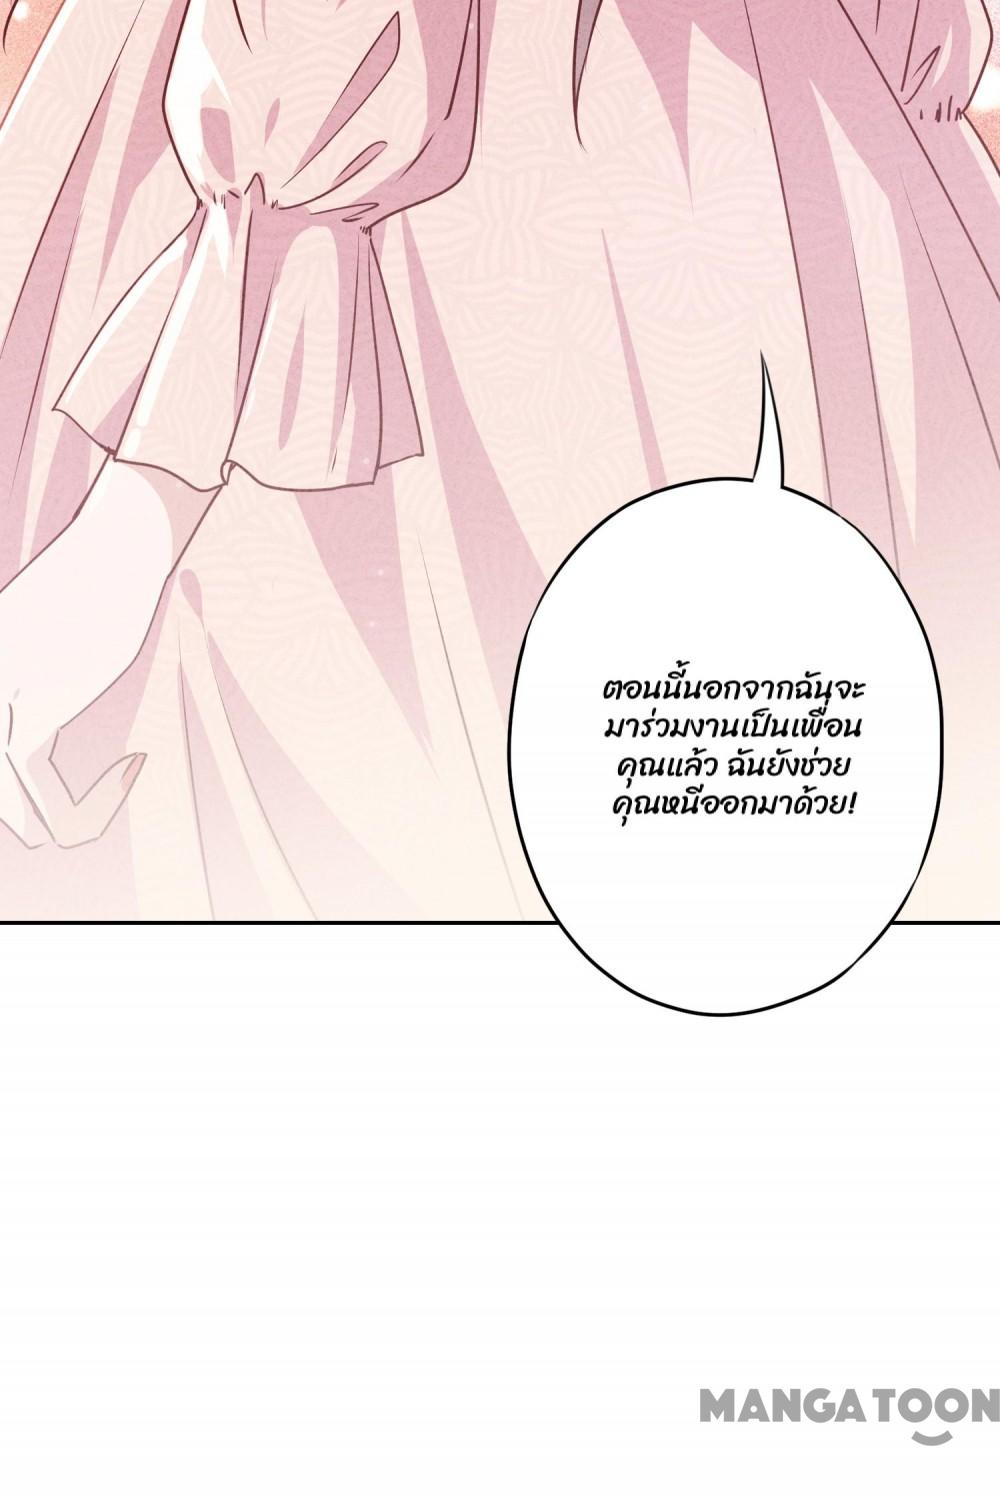 ตอนนี้นอกจากฉันจะ
มาร่วมงานเป็นเพื่อน
คุณแล้ว ฉันยังช่วย
คุณหนีออกมาด้วย!
MANGATOON